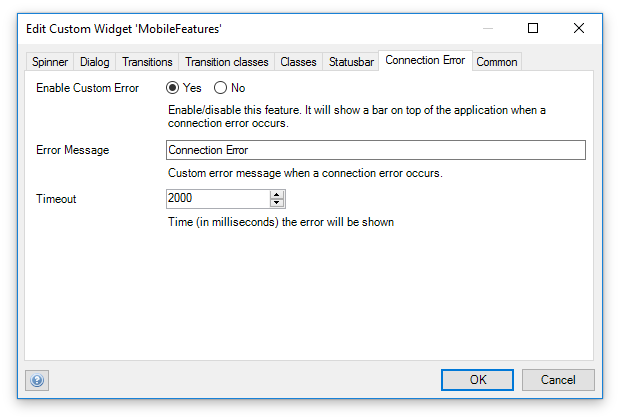 Edit Custom Widget 'MobileFeatures'
Spinner Dialog Transitions Transition classes Classes Statusbar Connection Error Common
Enable Custom Error Yes No
Enable/disable this feature. It will show a bar on top of the application when a
connection error occurs.
Error Message Connection Error
Custom error message when a connection error occurs.
Timeout 2000
Time (in milliseconds) the error will be shown
? OK Cancel